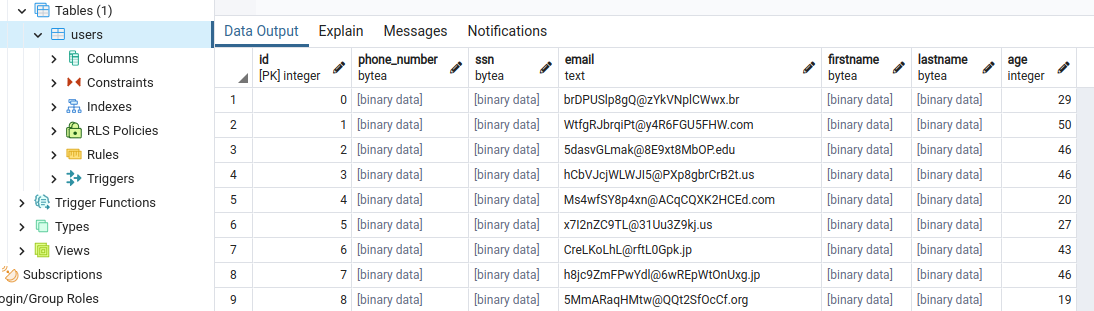 Tables (1)
users
Columns
Constraints
Indexes
RLS Policies
Rules
Triggers
Trigger Functions
Types
Views
Subscriptions
ogin/Group Roles
Data Output Explain Messages Notifications
id [PK] integer phone_number bytea ssn bytea email text firstname bytea lastname bytea age integer
1 0 [binary data] [binary data] brDPUSlp8gQ@zYkVNplCWwx.br [binary data] [binary data] 29
2 1 [binary data] [binary data] WtfgRJbrqiPt@y4R6FGU5FHW.com [binary data] [binary data] 50
3 2 [binary data] [binary data] 5dasvGLmak@8E9xt8MbOP.edu [binary data] [binary data] 46
4 3 [binary data] [binary data] hCbVJcjWLWJI5@PXp8gbrCrB2t.us [binary data] [binary data] 46
5 4 [binary data] [binary data] Ms4wfSY8p4xn@ACqCQXK2HCEd.com [binary data] [binary data] 20
6 5 [binary data] [binary data] x7I2nZC9TL@31Uu3Z9kj.us [binary data] [binary data] 27
7 6 [binary data] [binary data] CreLKoLhL@rftL0Gpk.jp [binary data] [binary data] 43
8 7 [binary data] [binary data] h8jc9ZmFPwYdl@6wREpWtOnUxg.jp [binary data] [binary data] 46
9 8 [binary data] [binary data] 5MmARaqHMtw@QQt2SfOcCf.org [binary data] [binary data] 19